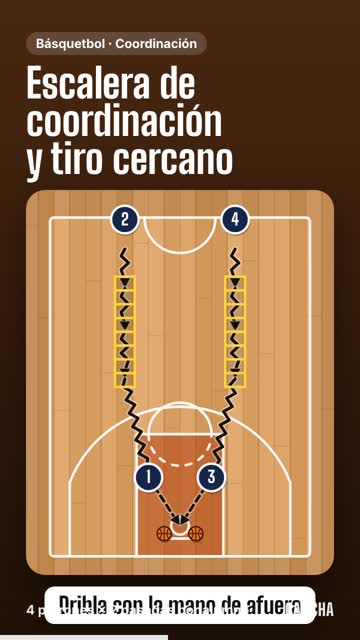 Básquetbol · Coordinación
Escalera de
coordinación
y tiro cercano
2 4
1 3
Dribla con la mano de afuera